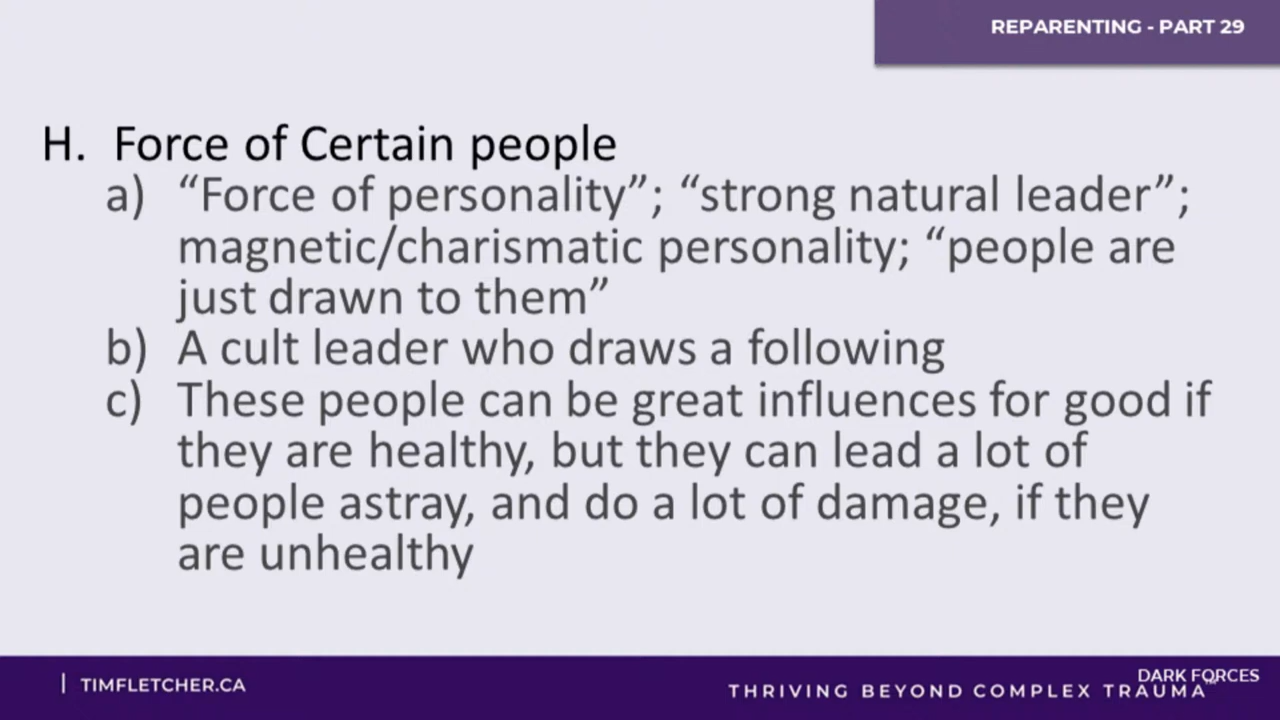 REPARENTING - PART 29
H. Force of Certain people
a) “Force of personality”; “strong natural leader”;
magnetic/charismatic personality; “people are
just drawn to them”
b) A cult leader who draws a following
c) These people can be great influences for good if
they are healthy, but they can lead a lot of
people astray, and do a lot of damage, if they
are unhealthy
| TIMFLETCHER.CA
DARK FORCES
THRIVING BEYOND COMPLEX TRAUMA™